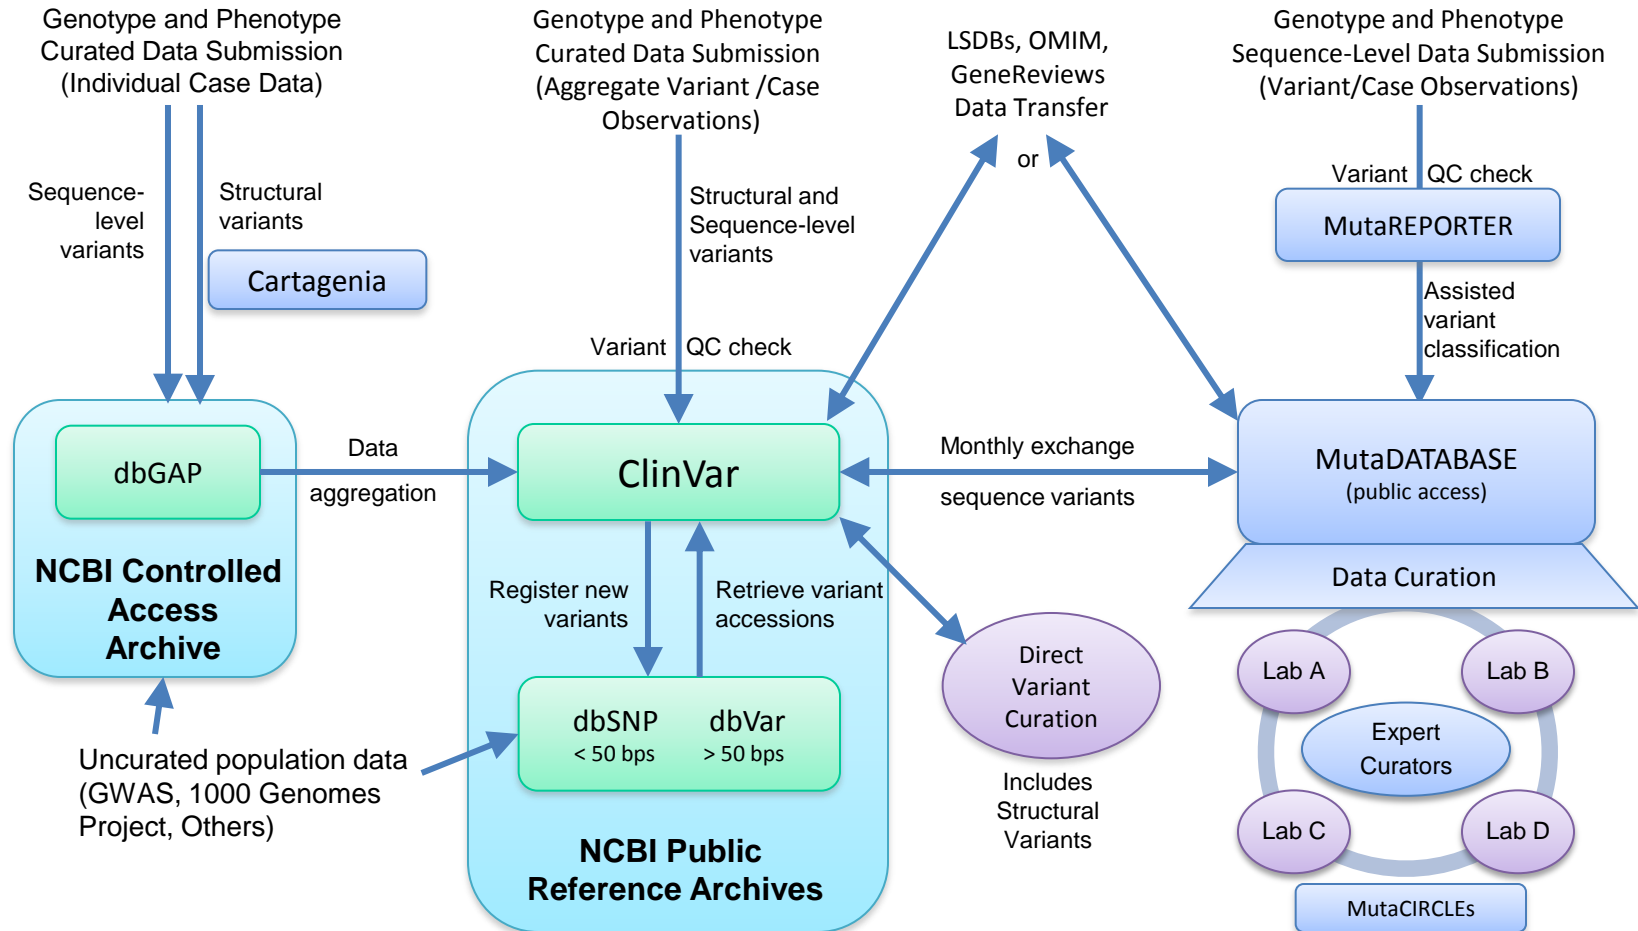 Genotype and Phenotype
Curated Data Submission
(Individual Case Data)
Genotype and Phenotype
Curated Data Submission
(Aggregate Variant /Case
Observations)
LSDBs, OMIM,
GeneReviews
Data Transfer
or
Genotype and Phenotype
Sequence-Level Data Submission
(Variant/Case Observations)
Sequence-
level
variants
Structural
variants
Cartagenia
Structural and
Sequence-level
variants
Variant QC check
Variant QC check
MutaREPORTER
Assisted
variant
classification
dbGAP
NCBI Controlled
Access
Archive
Data
aggregation
ClinVar
Monthly exchange
sequence variants
MutaDATABASE
(public access)
Data Curation
Register new
variants
Retrieve variant
accessions
dbSNP
< 50 bps
dbVar
> 50 bps
NCBI Public
Reference Archives
Uncurated population data
(GWAS, 1000 Genomes
Project, Others)
Direct
Variant
Curation
Includes
Structural
Variants
Lab A
Lab B
Expert
Curators
Lab C
Lab D
MutaCIRCLEs